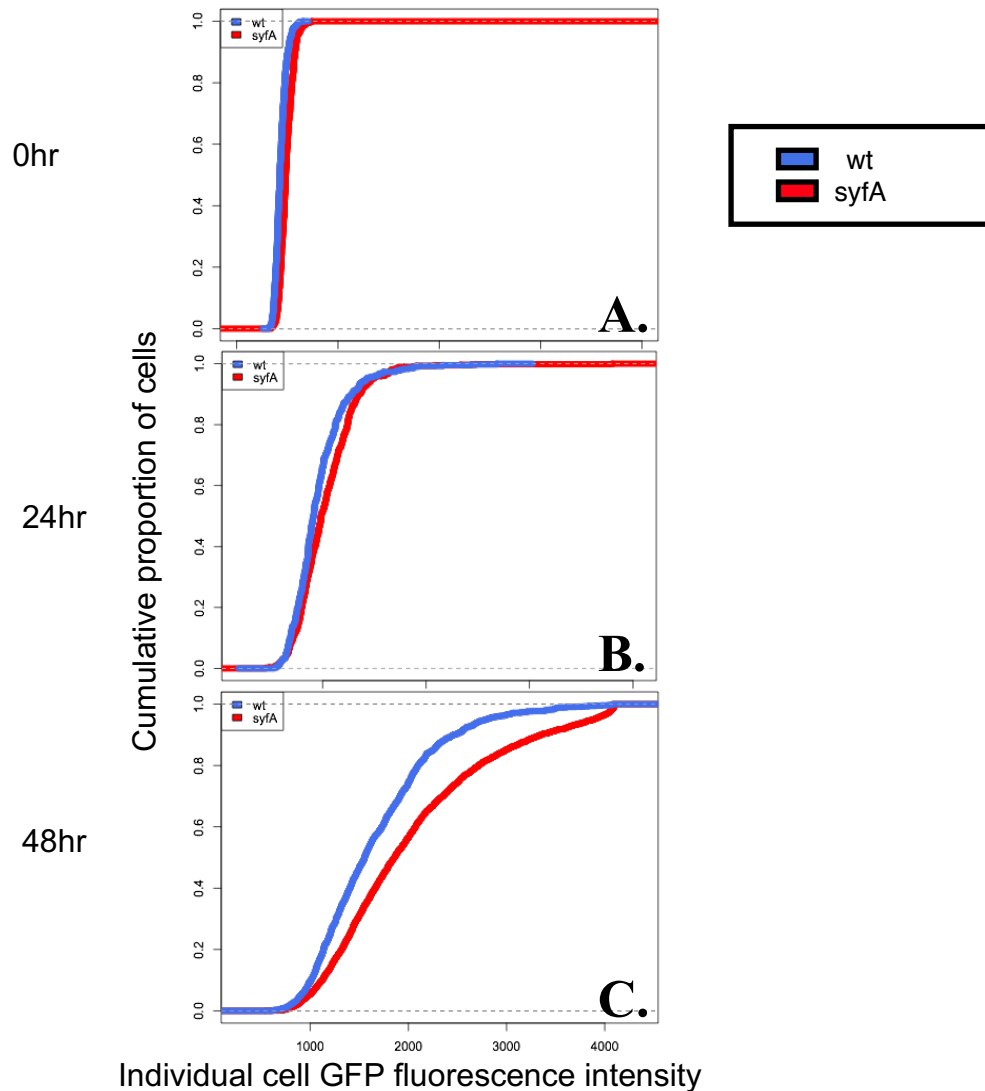 0hr
1.0
0.8
0.6
0.4
0.2
0.0
wt
syfA
A.
wt
syfA
24hr
1.0
0.8
0.6
0.4
0.2
0.0
wt
syfA
B.
Cumulative proportion of cells
48hr
1.0
0.8
0.6
0.4
0.2
0.0
wt
syfA
C.
1000 2000 3000 4000
Individual cell GFP fluorescence intensity